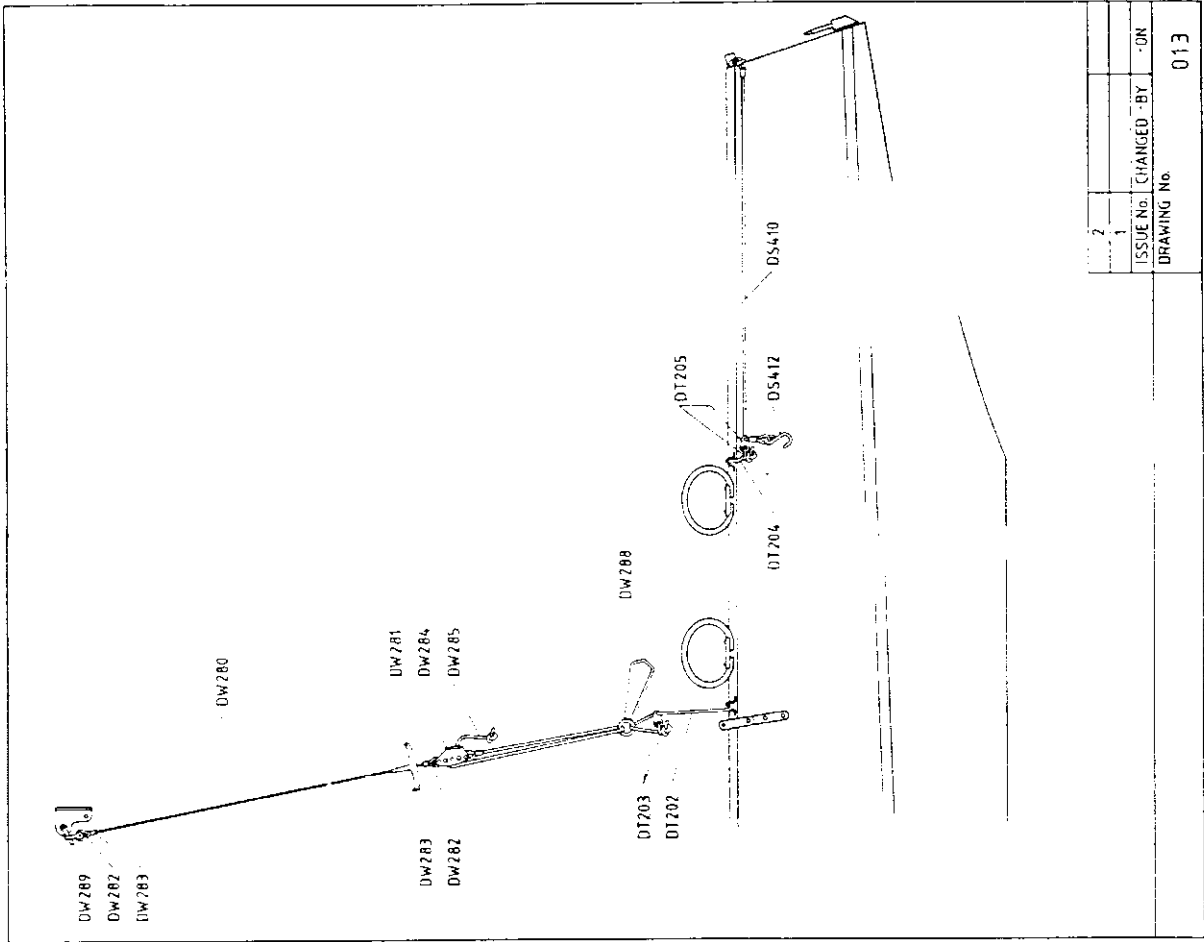 DW289
DW282
DW283
DW280
DW281
DW284
DW285
DW283
DW282
DW288
DT203
DT202
DT205
DT204
DS412
DS410
2
1
ISSUE No. CHANGED - BY - ON
DRAWING No.
013